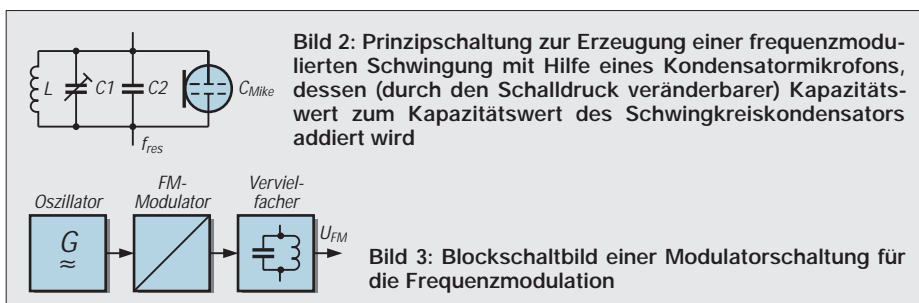 Bild 2: Prinzipschaltung zur Erzeugung einer frequenzmodu-
lierten Schwingung mit Hilfe eines Kondensatormikrofons,
dessen (durch den Schalldruck veränderbarer) Kapazitäts-
wert zum Kapazitätswert des Schwingkreiskondensators
addiert wird
L C1 C2 CMike
fres
Oszillator
FM-
Modulator
Verviel-
facher
G
≈
UFM
Bild 3: Blockschaltbild einer Modulatorschaltung für
die Frequenzmodulation